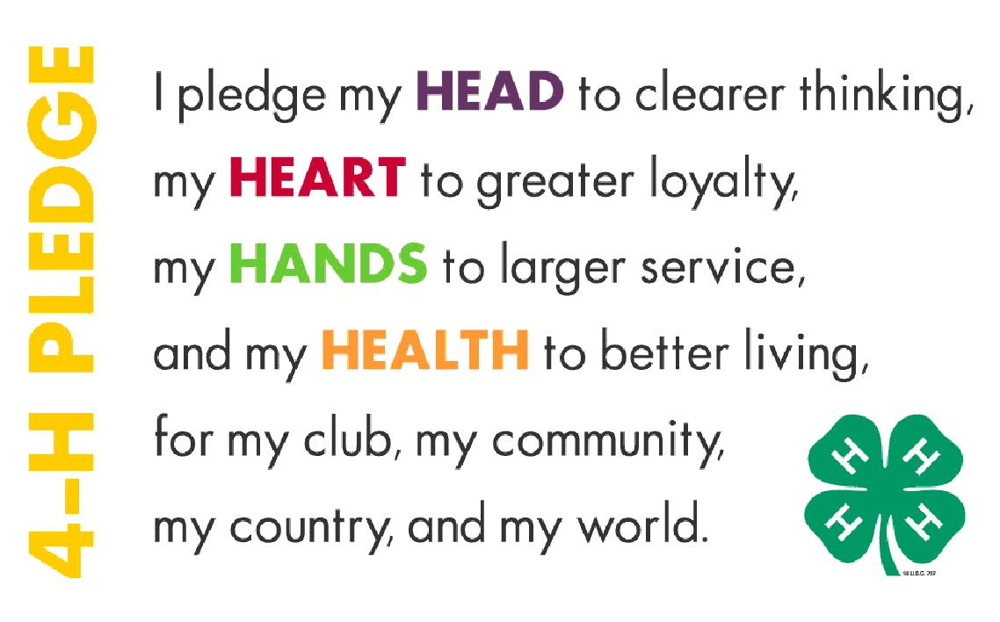 4-H PLEDGE
I pledge my HEAD to clearer thinking,
my HEART to greater loyalty,
my HANDS to larger service,
and my HEALTH to better living,
for my club, my community,
my country, and my world.
H H
H H
18 U.S.C. 707